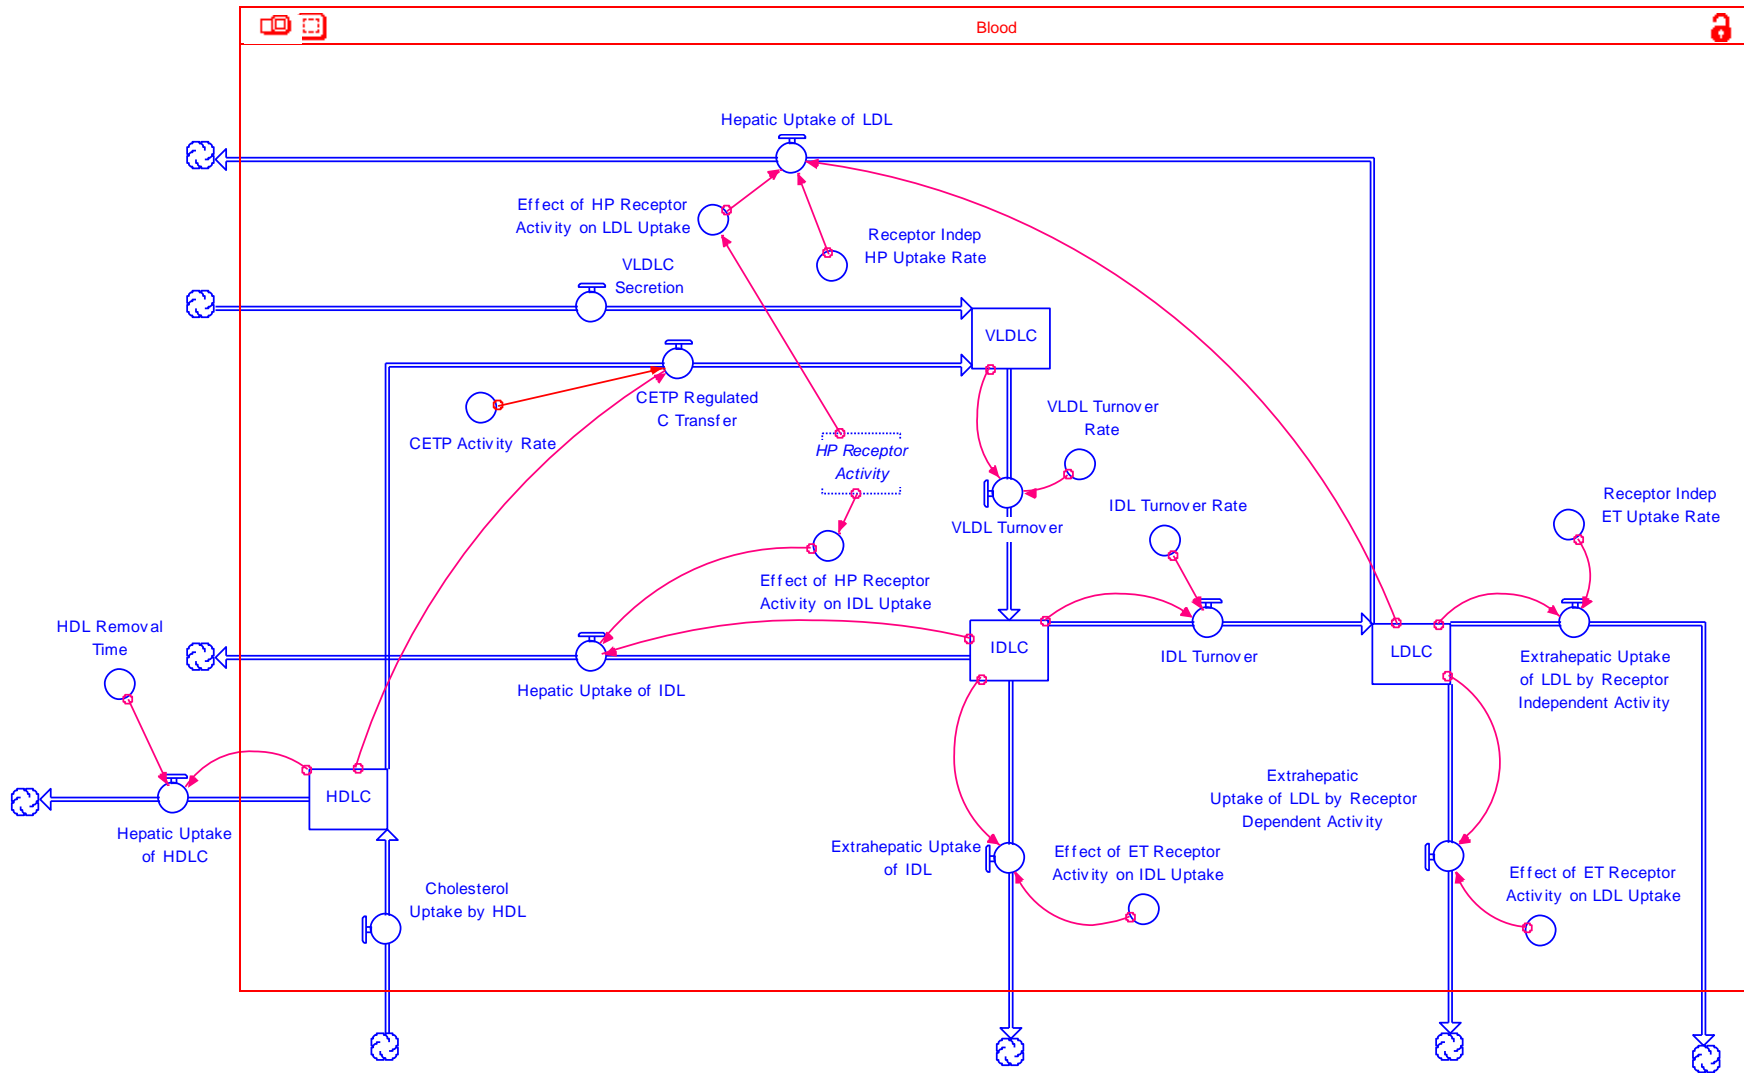 Blood
Hepatic Uptake of LDL
Effect of HP Receptor
Activity on LDL Uptake
Receptor Indep
HP Uptake Rate
VLDLC
Secretion
VLDLC
CETP Regulated
C Transfer
CETP Activity Rate
VLDL Turnover
Rate
HP Receptor
Activity
VLDL Turnover
IDL Turnover Rate
Receptor Indep
ET Uptake Rate
Effect of HP Receptor
Activity on IDL Uptake
HDL Removal
Time
Hepatic Uptake of IDL
IDLC
IDL Turnover
LDLC
Extrahepatic Uptake
of LDL by Receptor
Independent Activity
HDLC
Hepatic Uptake
of HDLC
Extrahepatic
Uptake of LDL by Receptor
Dependent Activity
Extrahepatic Uptake
of IDL
Effect of ET Receptor
Activity on IDL Uptake
Effect of ET Receptor
Activity on LDL Uptake
Cholesterol
Uptake by HDL